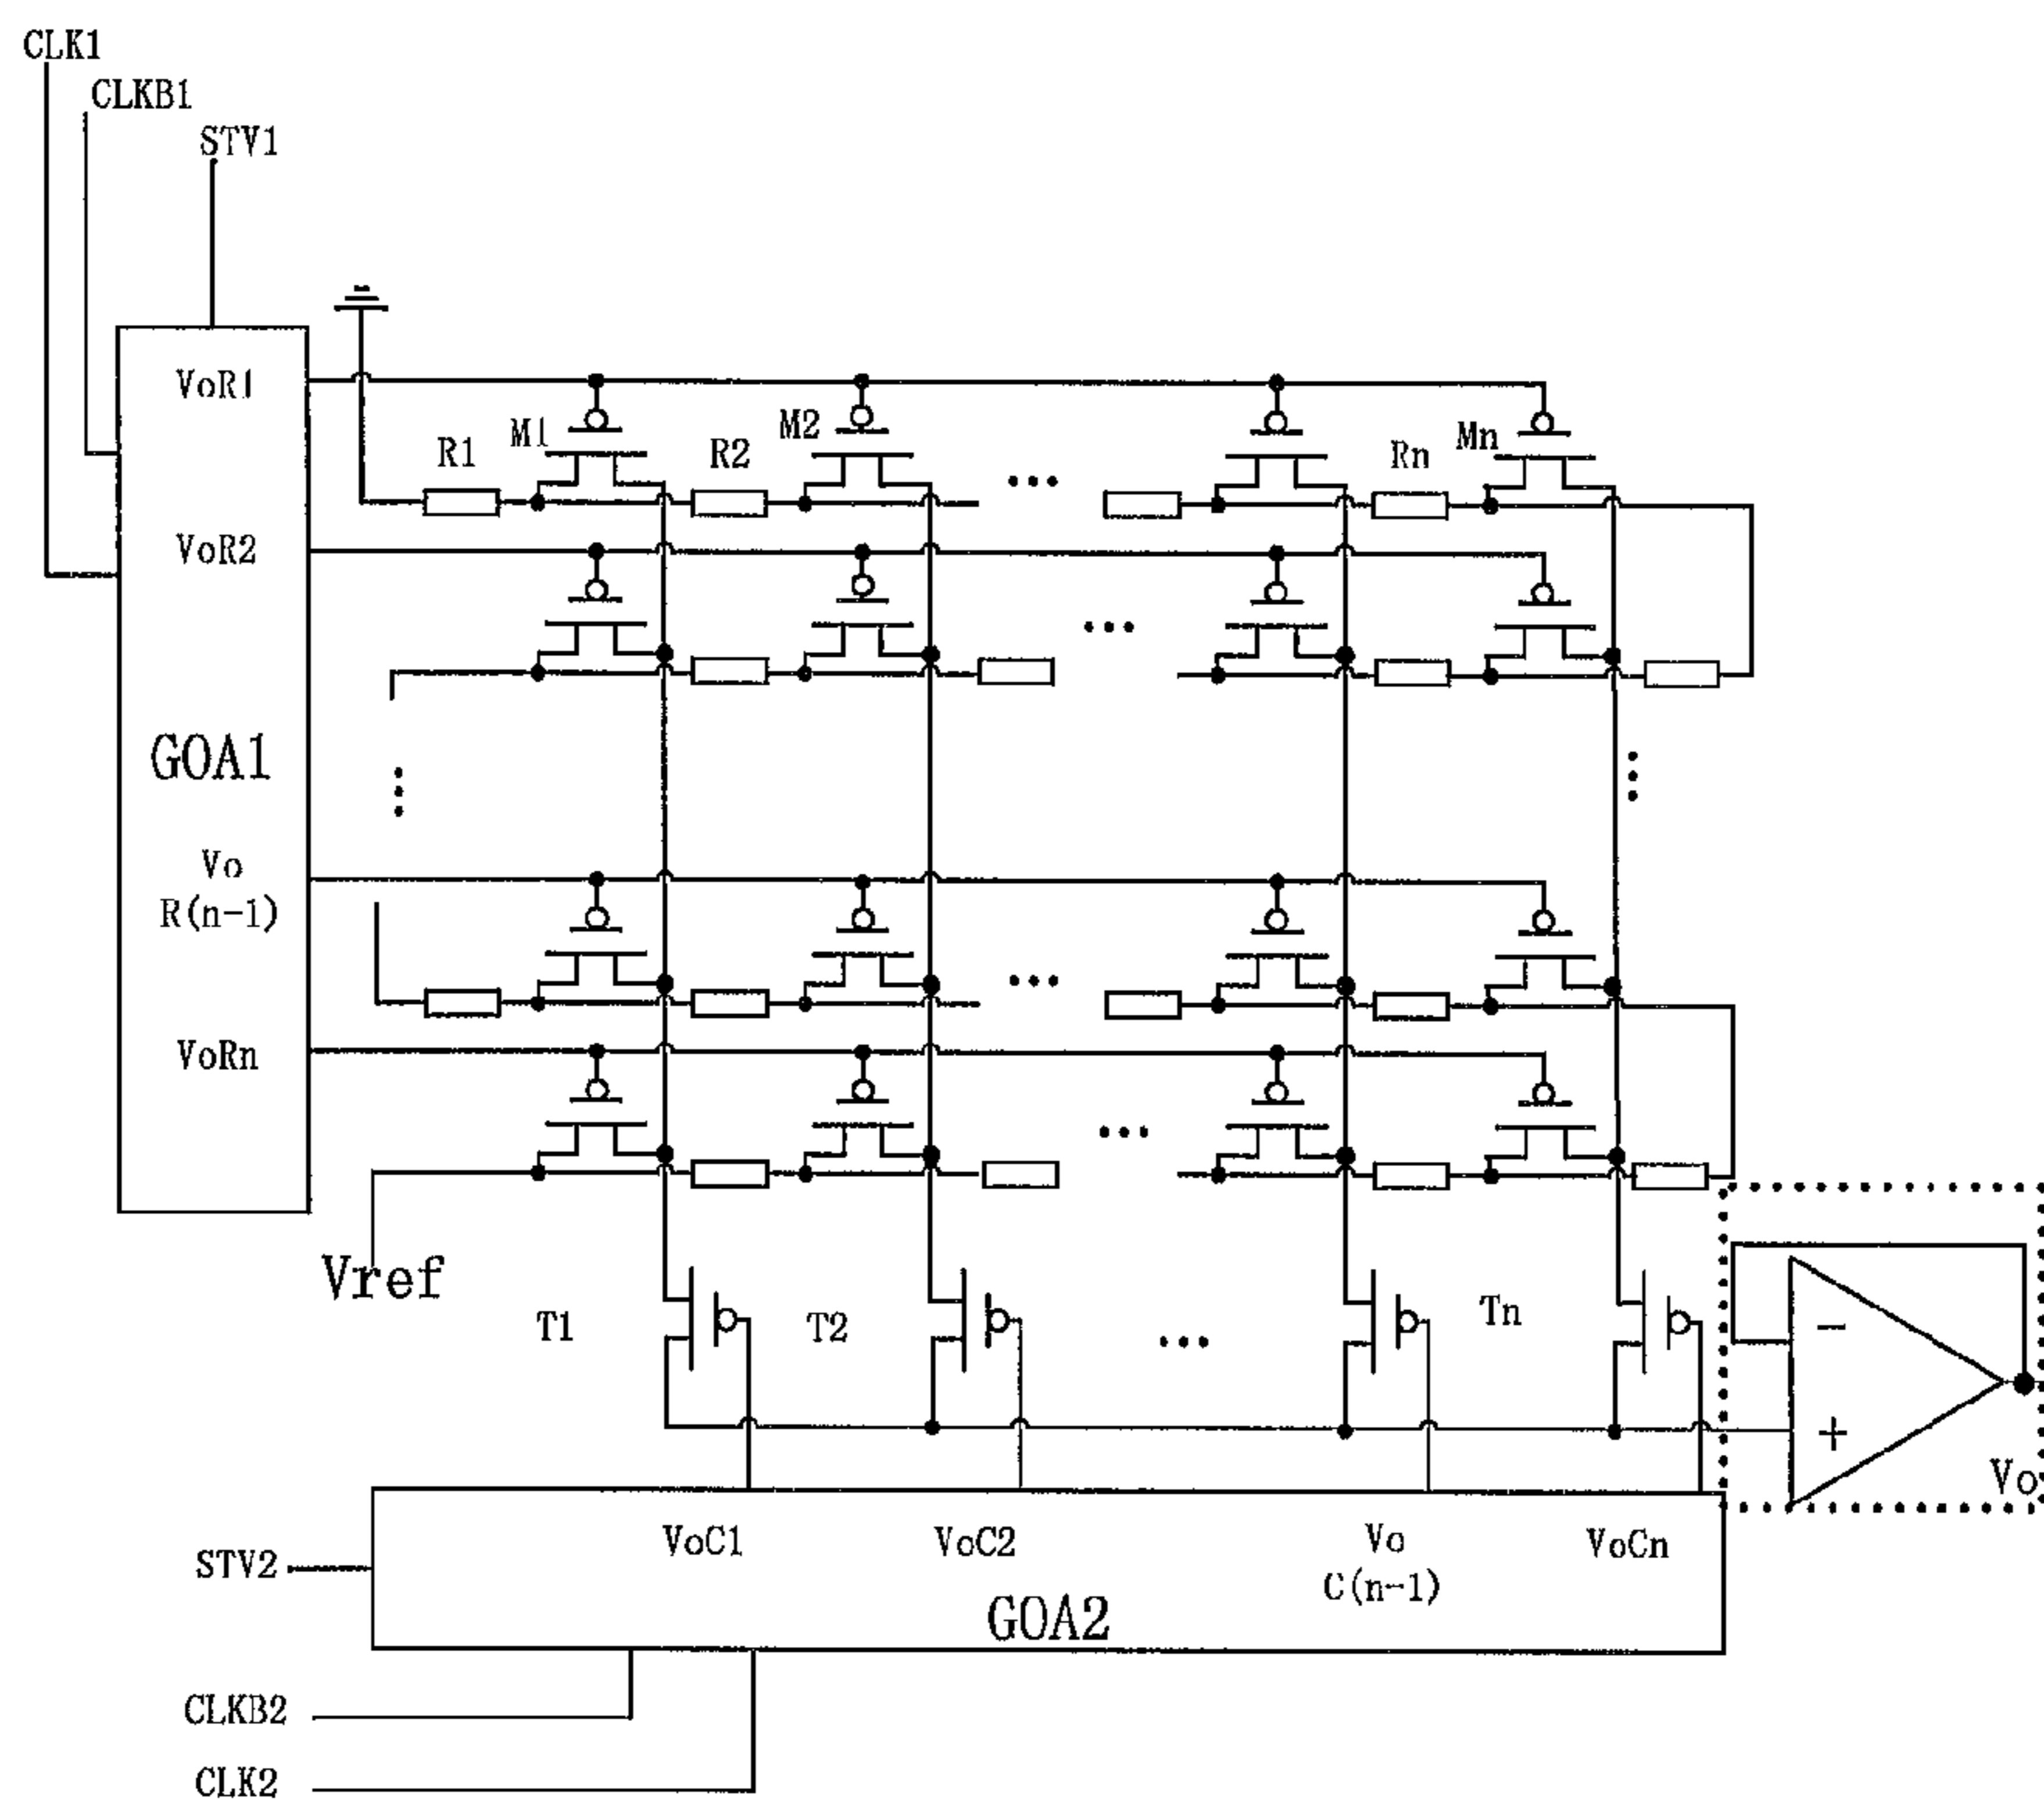 CLK1
CLKB1
STV1
VoR1
R1
M1
R2
M2
...
Rn
Mn
VoR2
...
GOA1
...
...
Vo
R(n-1)
...
VoRn
...
Vref
T1
T2
...
Tn
-
+
Vo
VoC1
VoC2
Vo
C(n-1)
VoCn
STV2
GOA2
CLKB2
CLK2